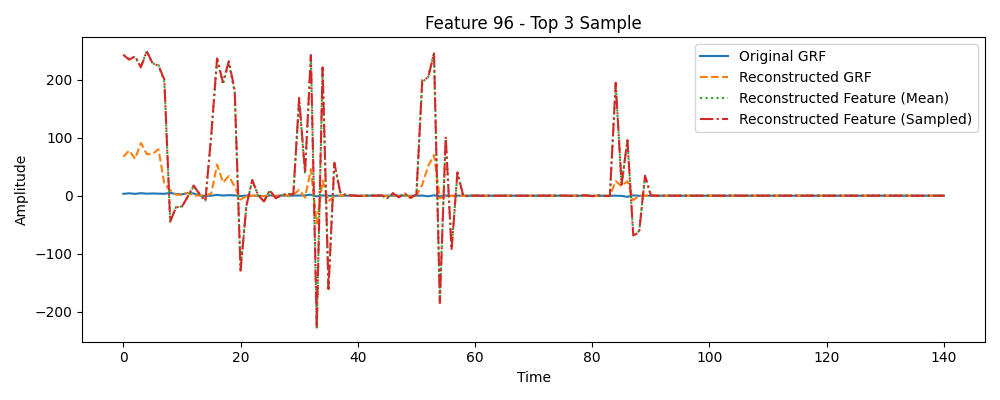 Feature 96 - Top 3 Sample
Original GRF
Reconstructed GRF
Reconstructed Feature (Mean)
Reconstructed Feature (Sampled)
Amplitude
200
100
0
−100
−200
0 20 40 60 80 100 120 140
Time